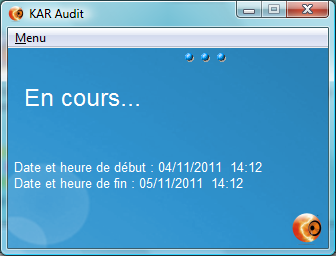 KAR Audit
Menu
En cours...
Date et heure de début : 04/11/2011 14:12
Date et heure de fin : 05/11/2011 14:12